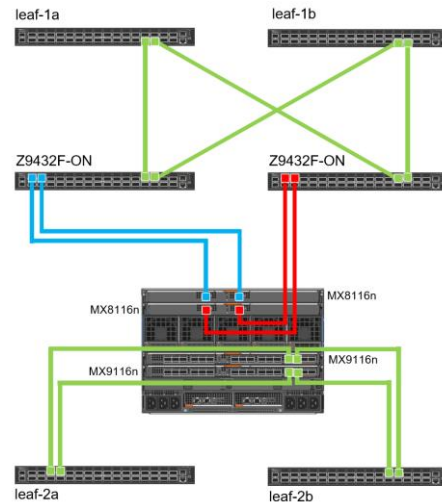 leaf-1a
leaf-1b
Z9432F-ON
Z9432F-ON
MX8116n
MX8116n
MX9116n
MX9116n
leaf-2a
leaf-2b